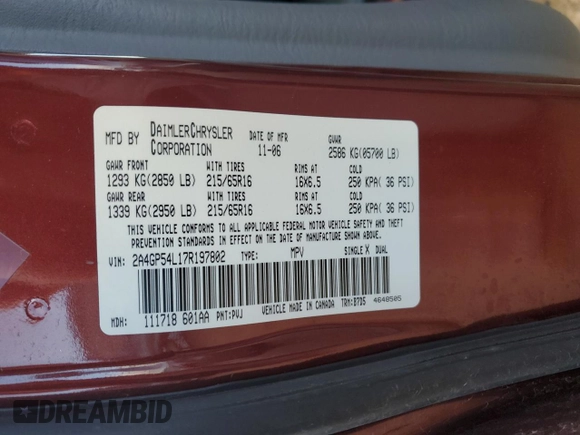 MFD BY DAIMLERCHRYSLER CORPORATION DATE OF MFR 11-06 GVWR 2586 KG(05700 LB)
GAWR FRONT WITH TIRES RIMS AT COLD
1293 KG(2850 LB) 215/65R16 16X6.5 250 KPA( 36 PSI)
GAWR REAR WITH TIRES RIMS AT COLD
1339 KG(2950 LB) 215/65R16 16X6.5 250 KPA( 36 PSI)
THIS VEHICLE CONFORMS TO ALL APPLICABLE FEDERAL MOTOR VEHICLE SAFETY AND THEFT
PREVENTION STANDARDS IN EFFECT ON THE DATE OF MANUFACTURE SHOWN ABOVE.
VIN: 2A4GP54L17R197802 TYPE: MPV SINGLE X DUAL
MDH: 111718 601AA PNT:PVJ VEHICLE MADE IN CANADA TRM:B7D5 4648505
DREAMBID